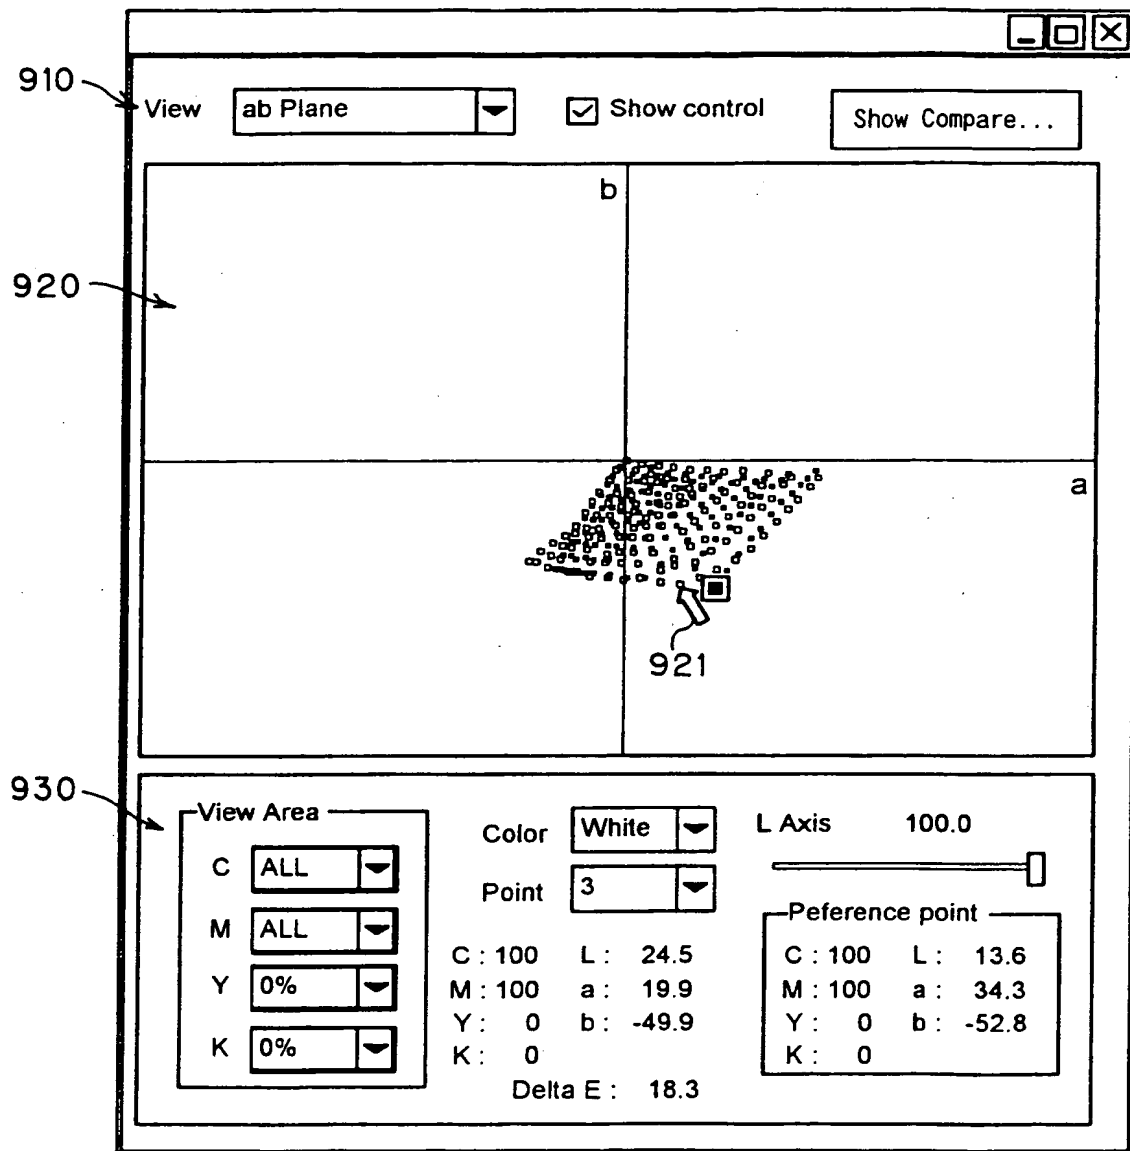 910
View ab Plane Show control Show Compare...
b
920
a
921
930
View Area
C ALL
M ALL
Y 0%
K 0%
Color White
Point 3
C : 100 L : 24.5
M : 100 a : 19.9
Y : 0 b : -49.9
K : 0
Delta E : 18.3
L Axis 100.0
Peference point
C : 100 L : 13.6
M : 100 a : 34.3
Y : 0 b : -52.8
K : 0